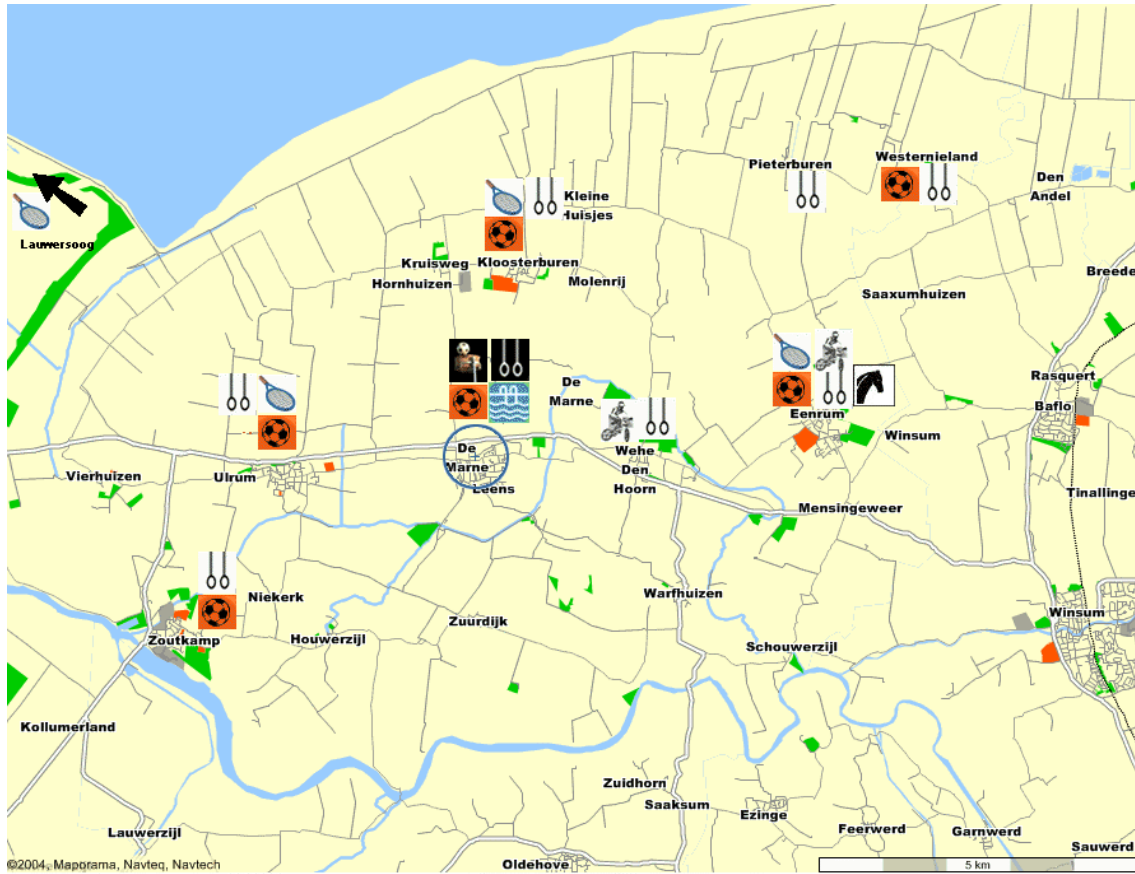 Pieterburen
Westernieland
Den
Andel
Kleine
Huisjes
Lauwersoog
Kruisweg
Kloosterburen
Hornhuizen
Molenrij
Breede
Saaxumhuizen
Rasquert
De
Marne
Baflo
Eenrum
Winsum
De
Marne
Wehe
Den
Hoorn
Vierhuizen
Ulrum
Leens
Tinallinge
Mensingeweer
Niekerk
Warfhuizen
Winsum
Zuurdijk
Zoutkamp
Houwerzijl
Schouwerzijl
Kollumerland
Zuidhorn
Saaksum
Ezinge
Lauwerzijl
Feerwerd
Garnwerd
Sauwerd
©2004, Maporama, Navteq, Navtech
Oldehove
5 km